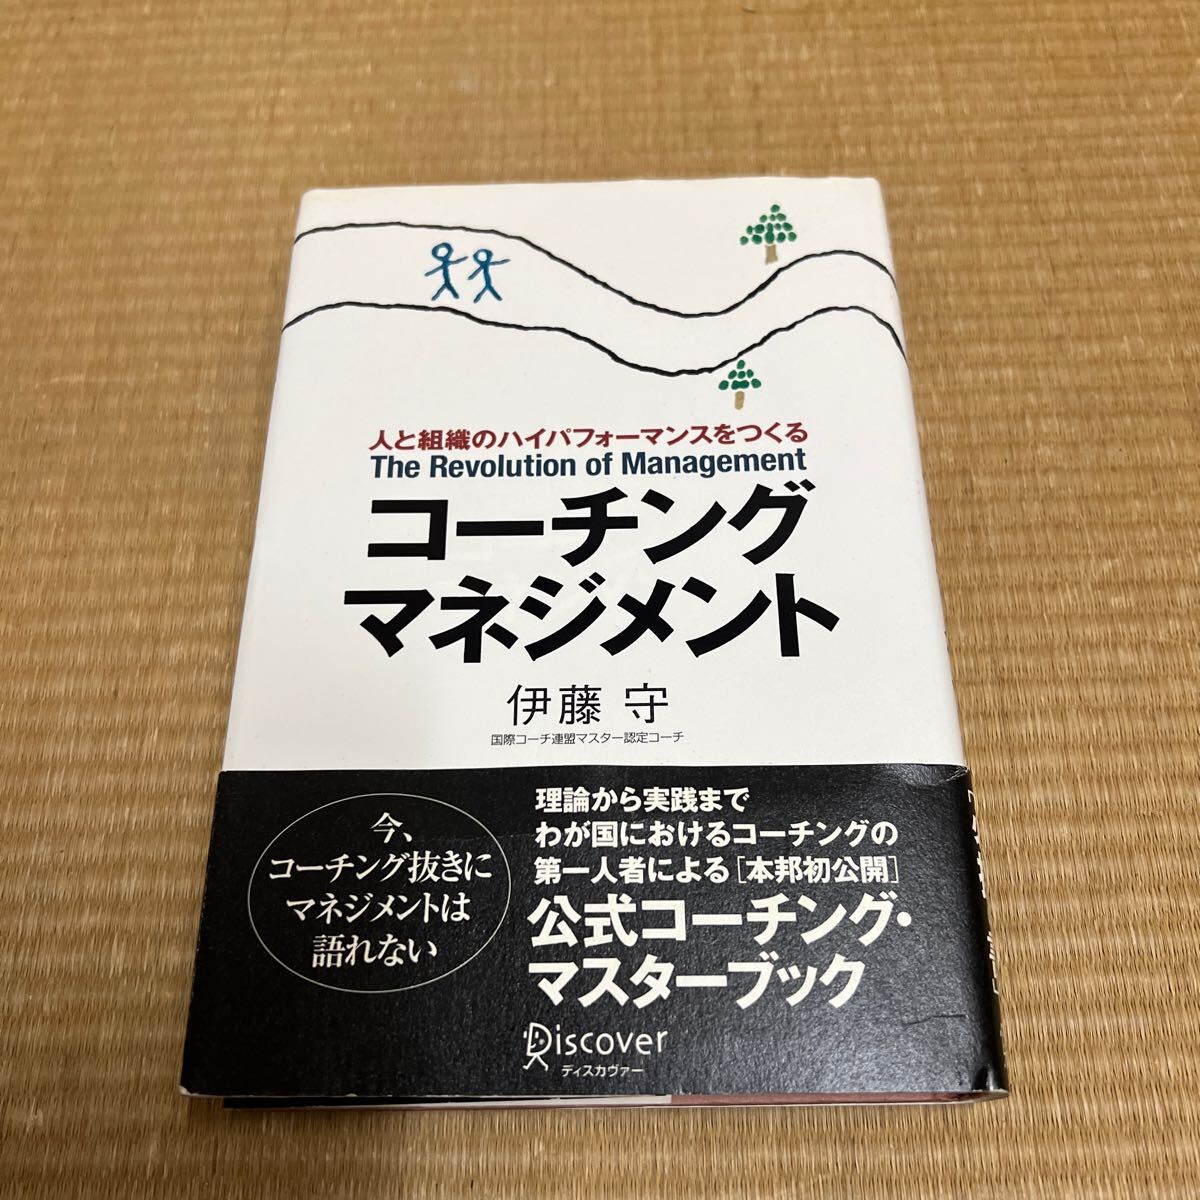 人と組織のハイパフォーマンスをつくる
The Revolution of Management
コーチング
マネジメント
伊藤 守
国際コーチ連盟マスター認定コーチ
今、
コーチング抜きに
マネジメントは
語れない
理論から実践まで
わが国におけるコーチングの
第一人者による[本邦初公開]
公式コーチング・
マスターブック
Discover
ディスカヴァー